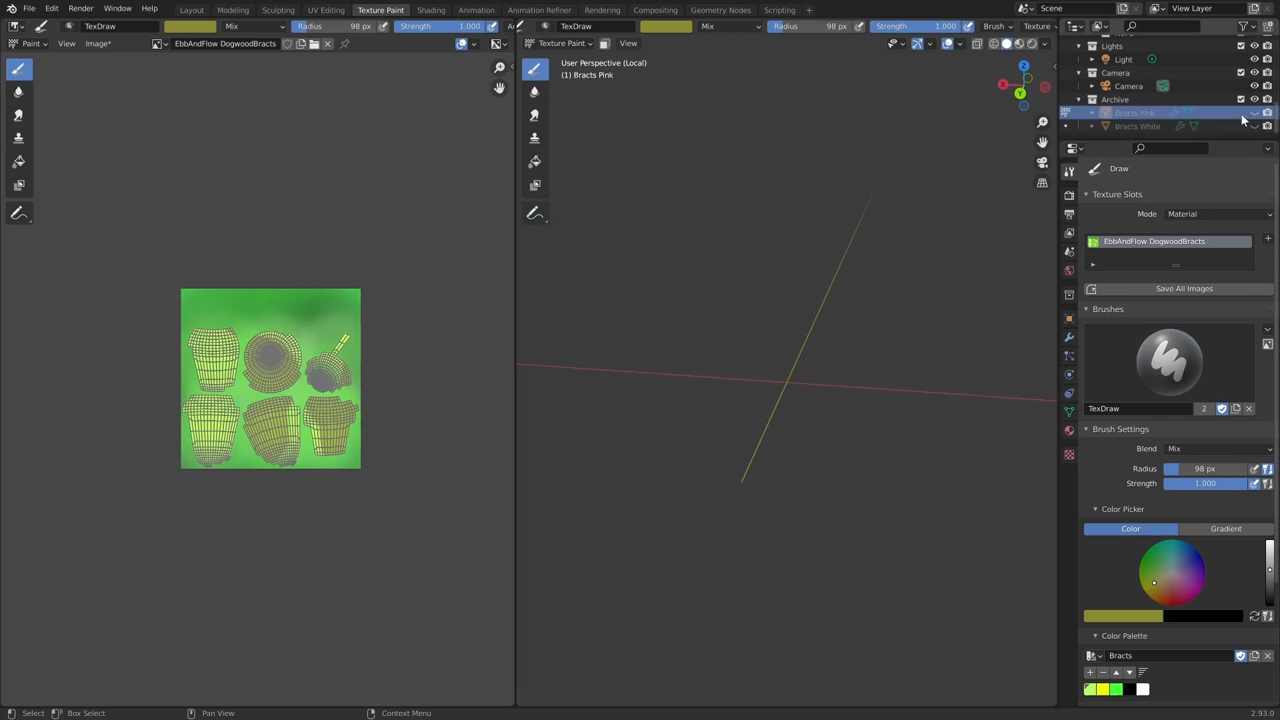 File Edit Render Window Help Layout Modeling Sculpting UV Editing Texture Paint Shading Animation Animation Refiner Rendering Compositing Geometry Nodes Scripting + Scene View Layer
TexDraw Mix Radius 98 px Strength 1.000 TexDraw Mix Radius 98 px Strength 1.000 Brush Texture
Paint View Image* EbbAndFlow DogwoodBracts Texture Paint View
User Perspective (Local)
(1) Bracts Pink
X
Y
Z
Lights
Light
Camera
Camera
Archive
Bracts Pink
Bracts White
Draw
Texture Slots
Mode Material
EbbAndFlow DogwoodBracts
Save All Images
Brushes
TexDraw 2
Brush Settings
Blend Mix
Radius 98 px
Strength 1.000
Color Picker
Color Gradient
Color Palette
Bracts
Select Box Select Pan View Context Menu 2.93.0